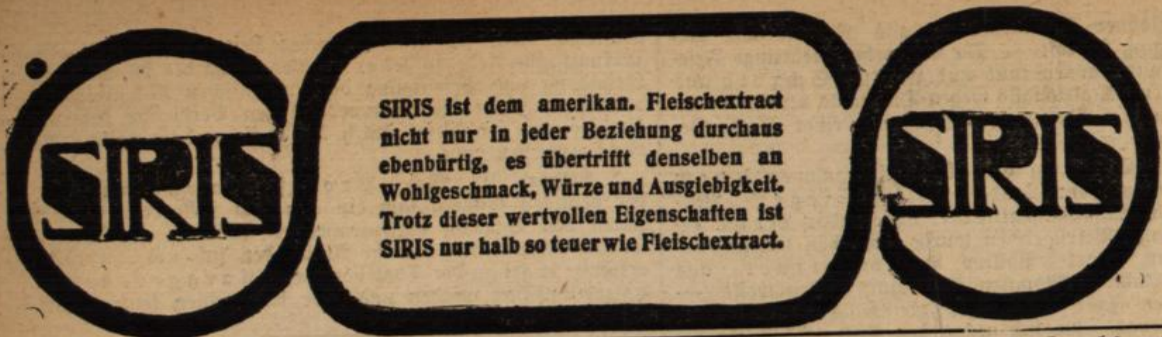 SIRIS
SIRIS ist dem amerikan. Fleischextract
nicht nur in jeder Beziehung durchaus
ebenbürtig, es übertrifft denselben an
Wohlgeschmack, Würze und Ausgiebigkeit.
Trotz dieser wertvollen Eigenschaften ist
SIRIS nur halb so teuer wie Fleischextract.
SIRIS